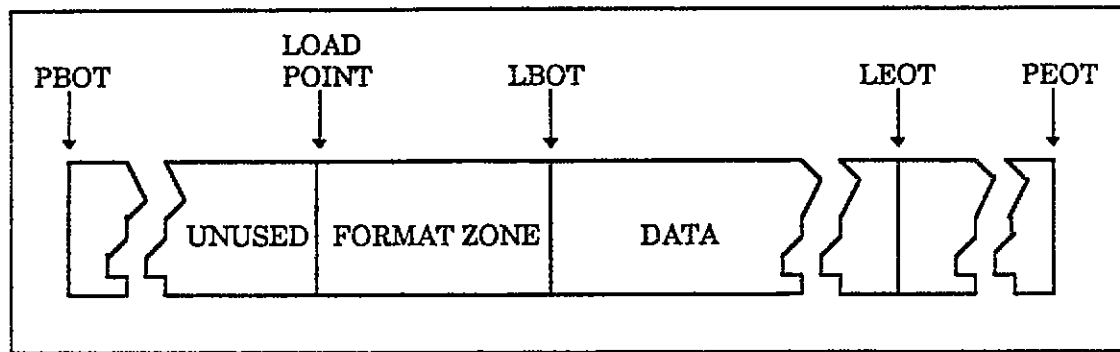 LOAD
PBOT POINT LBOT LEOT PEOT
UNUSED FORMAT ZONE DATA